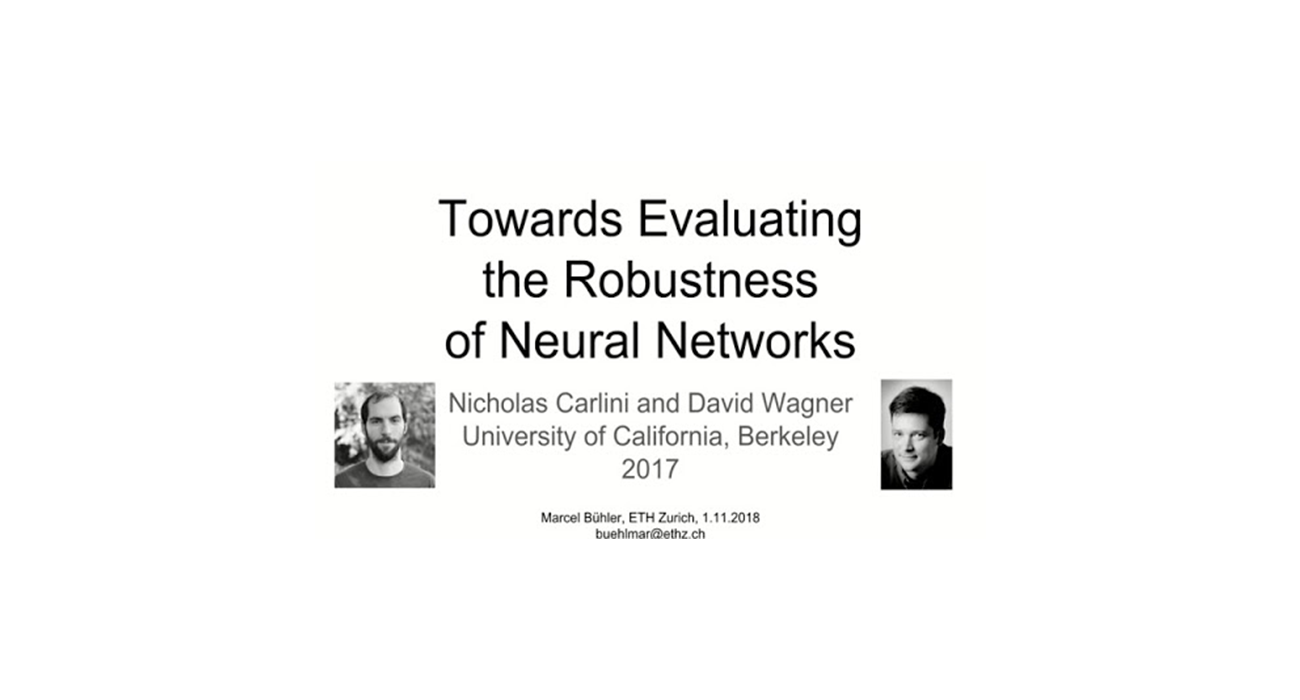 Towards Evaluating
the Robustness
of Neural Networks
Nicholas Carlini and David Wagner
University of California, Berkeley
2017
Marcel Bühler, ETH Zurich, 1.11.2018
buehlmar@ethz.ch